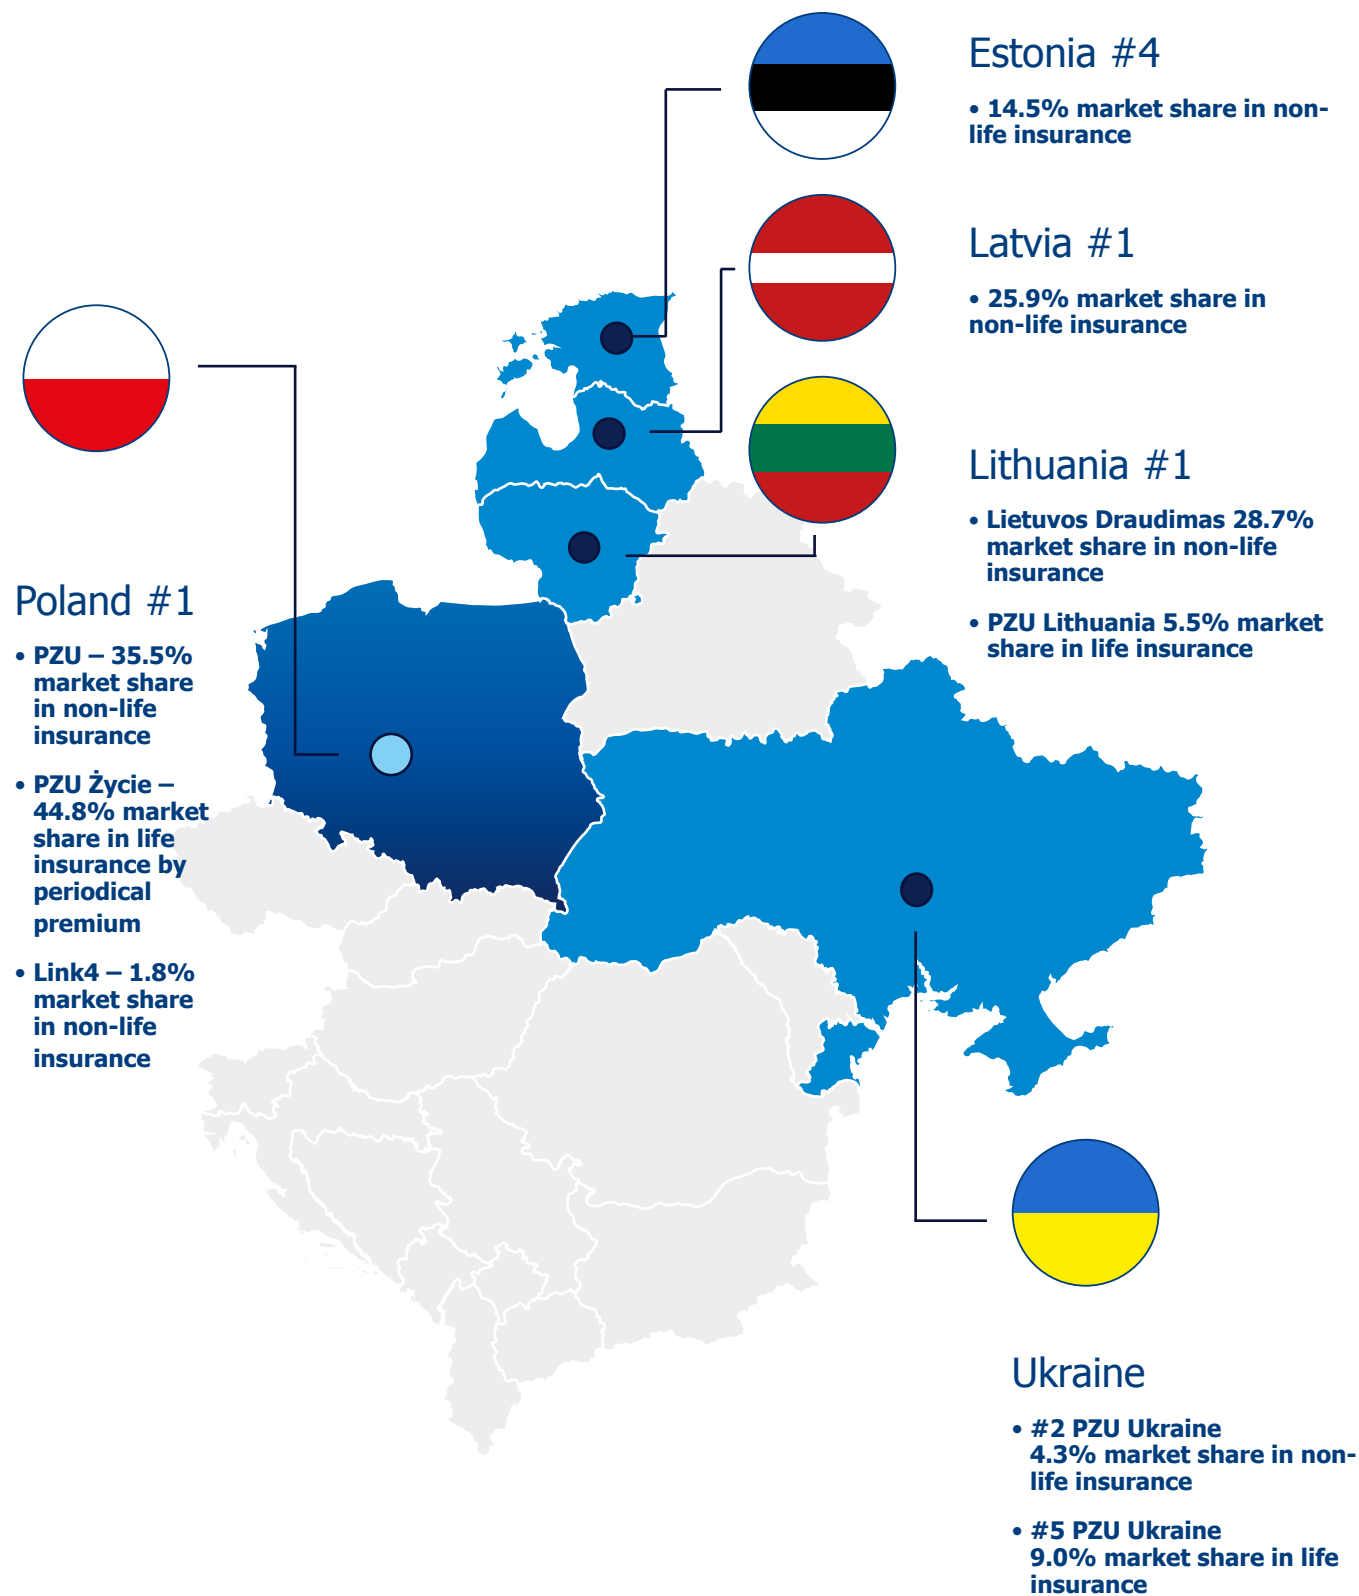 Estonia #4
• 14.5% market share in non-
life insurance
Latvia #1
• 25.9% market share in
non-life insurance
Lithuania #1
• Lietuvos Draudimas 28.7%
market share in non-life
insurance
• PZU Lithuania 5.5% market
share in life insurance
Poland #1
• PZU – 35.5%
market share
in non-life
insurance
• PZU Życie –
44.8% market
share in life
insurance by
periodical
premium
• Link4 – 1.8%
market share
in non-life
insurance
Ukraine
• #2 PZU Ukraine
4.3% market share in non-
life insurance
• #5 PZU Ukraine
9.0% market share in life
insurance